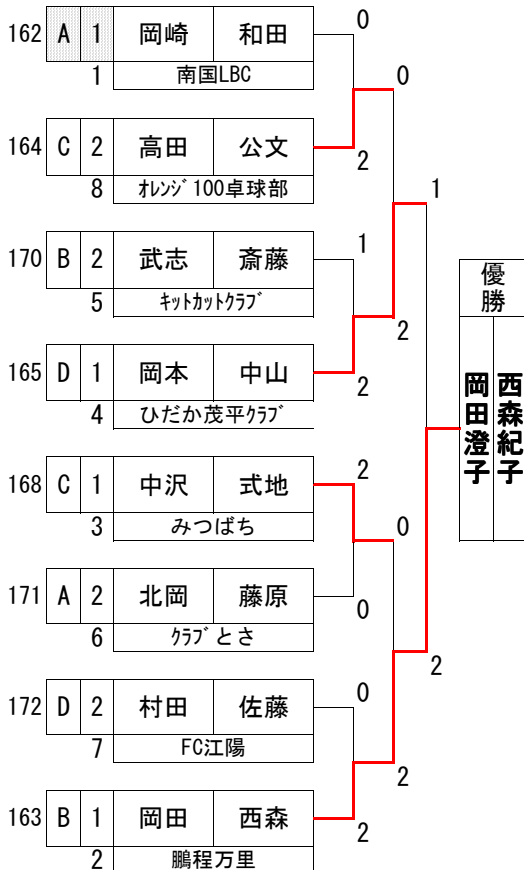 162 A 1 岡崎 和田 0
1 南国LBC 0
164 C 2 高田 公文 2
8 オレンジ100卓球部 1
170 B 2 武志 斎藤 1
5 キットカットクラブ 2
165 D 1 岡本 中山 2
4 ひだか茂平クラブ
168 C 1 中沢 式地 2
3 みつばち 0
171 A 2 北岡 藤原 0
6 クラブとさ 2
172 D 2 村田 佐藤 0
7 FC江陽 2
163 B 1 岡田 西森 2
2 鵬程万里
優勝
岡田澄子
西森紀子